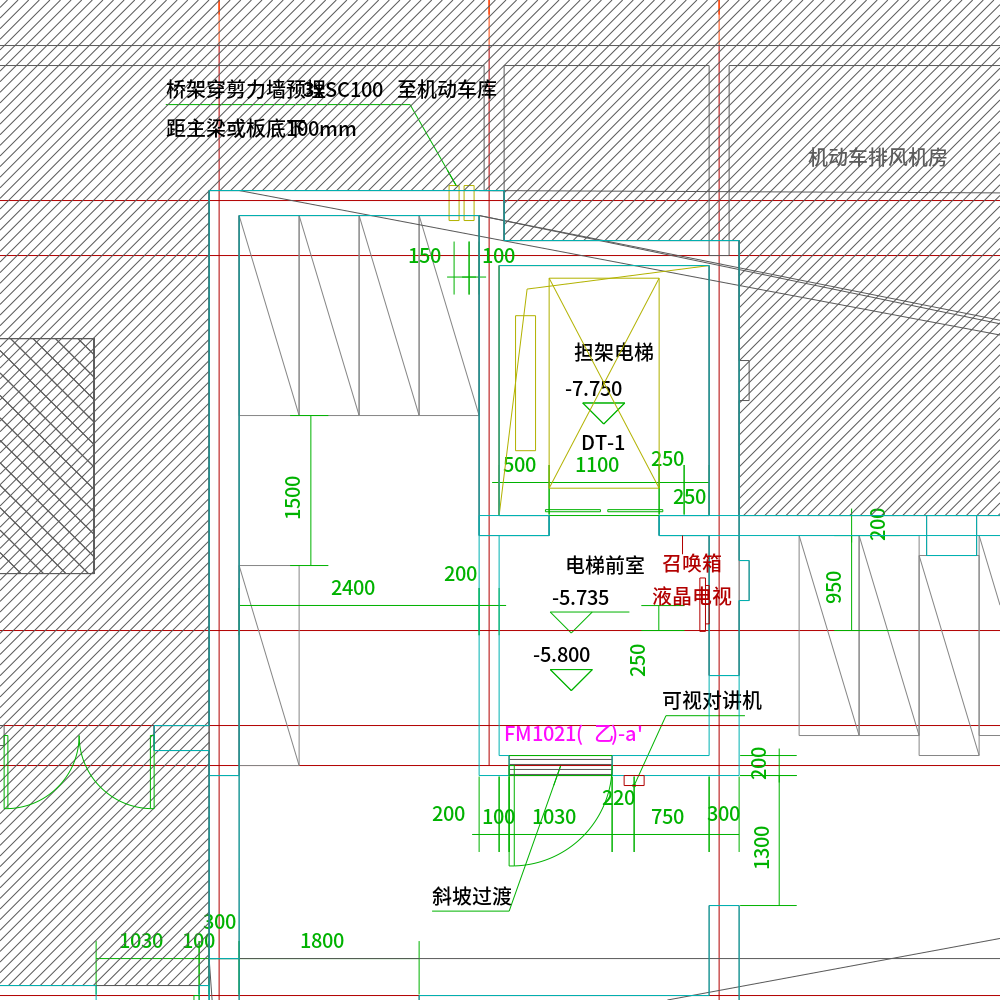 桥架穿剪力墙预埋3xSC100 至机动车库
距主梁或板底下100mm
机动车排风机房
150 100
担架电梯
-7.750
DT-1
500 1100 250
250
1500
200
950
电梯前室 召唤箱
2400 200
-5.735 液晶电视
-5.800 250
可视对讲机
FM1021(乙)-a'
200
220
200 100 1030 750 300
1300
斜坡过渡
300
1030 100 1800